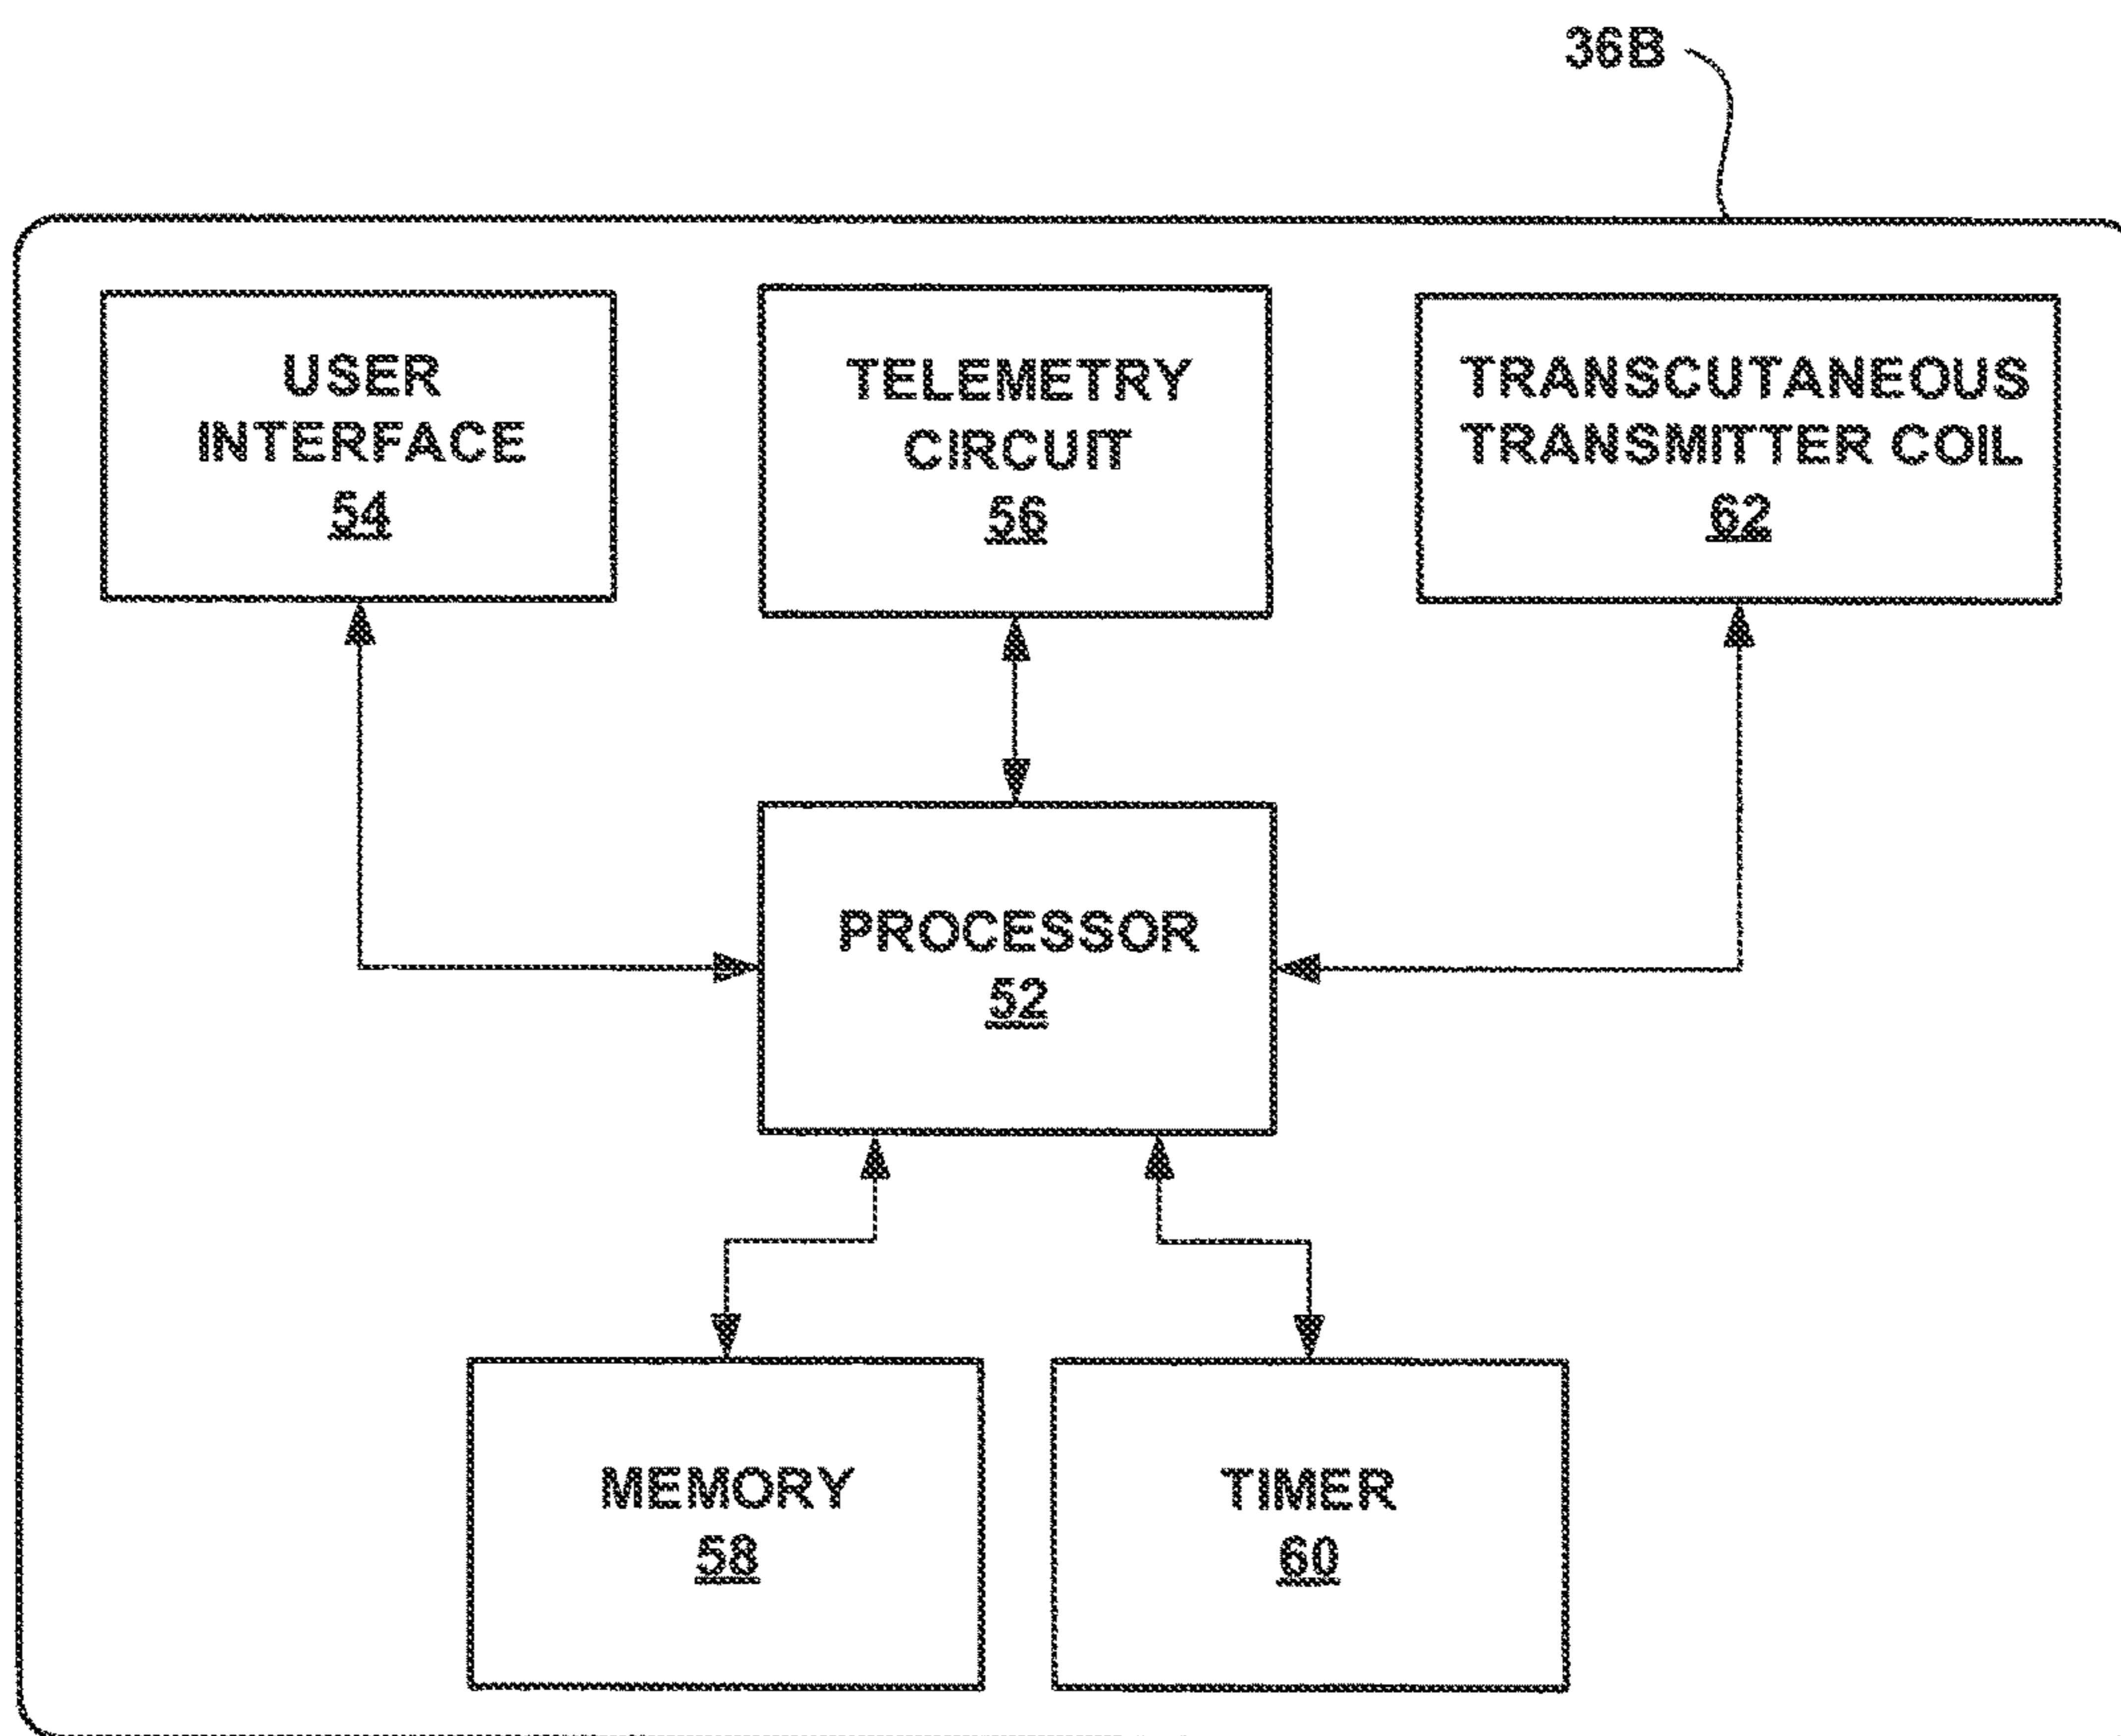 36B
USER
INTERFACE
54
TELEMETRY
CIRCUIT
56
TRANSCUTANEOUS
TRANSMITTER COIL
62
PROCESSOR
52
MEMORY
58
TIMER
60